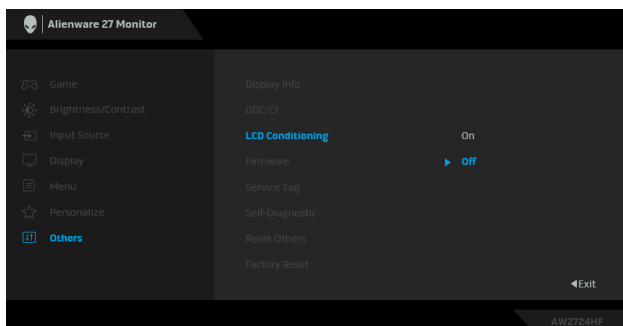 Alienware 27 Monitor
Game
Display Info
Brightness/Contrast
DDC/CI
Input Source
LCD Conditioning
On
Display
Firmware
Off
Menu
Service Tag
Personalize
Self-Diagnostic
Others
Reset Others
Factory Reset
Exit
AW2724HF